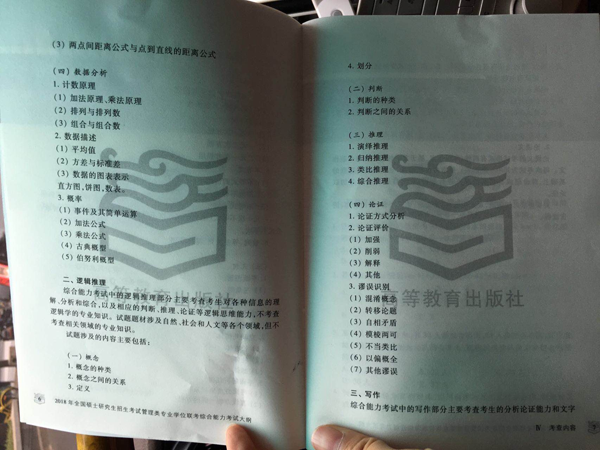 (3) 两点间距离公式与点到直线的距离公式
(四) 数据分析
1. 计数原理
(1) 加法原理、乘法原理
(2) 排列与排列数
(3) 组合与组合数
2. 数据描述
(1) 平均值
(2) 方差与标准差
(3) 数据的图表表示
直方图,饼图,数表。
3. 概率
(1) 事件及其简单运算
(2) 加法公式
(3) 乘法公式
(4) 古典概型
(5) 伯努利概型
二、逻辑推理
综合能力考试中的逻辑推理部分主要考查考生对各种信息的理
解、分析和综合,以及相应的判断、推理、论证等逻辑思维能力,不考查
逻辑学的专业知识。试题题材涉及自然、社会和人文等各个领域,但不
考查相关领域的专业知识。
试题涉及的内容主要包括:
(一) 概念
1. 概念的种类
2. 概念之间的关系
3. 定义
6 2018 年全国硕士研究生招生考试管理类专业学位联考综合能力考试大纲
高等教育出版社
4. 划分
(二) 判断
1. 判断的种类
2. 判断之间的关系
(三) 推理
1. 演绎推理
2. 归纳推理
3. 类比推理
4. 综合推理
(四) 论证
1. 论证方式分析
2. 论证评价
(1) 加强
(2) 削弱
(3) 解释
(4) 其他
3. 谬误识别
(1) 混淆概念
(2) 转移论题
(3) 自相矛盾
(4) 模棱两可
(5) 不当类比
(6) 以偏概全
(7) 其他谬误
三、写作
综合能力考试中的写作部分主要考查考生的分析论证能力和文字
Ⅳ 考查内容 7
高等教育出版社